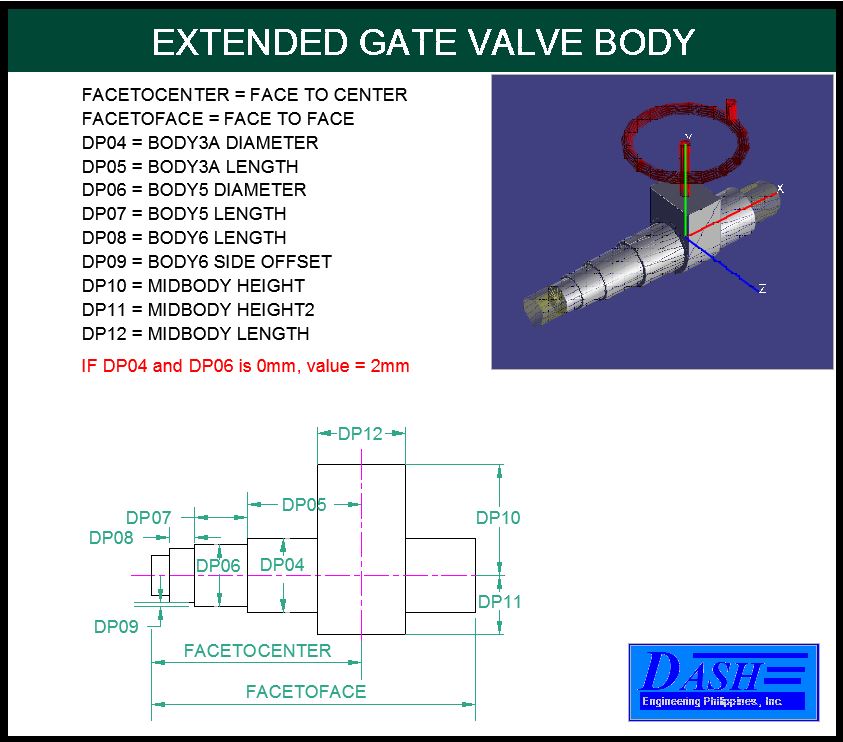 EXTENDED GATE VALVE BODY
FACETOCENTER = FACE TO CENTER
FACETOFACE = FACE TO FACE
DP04 = BODY3A DIAMETER
DP05 = BODY3A LENGTH
DP06 = BODY5 DIAMETER
DP07 = BODY5 LENGTH
DP08 = BODY6 LENGTH
DP09 = BODY6 SIDE OFFSET
DP10 = MIDBODY HEIGHT
DP11 = MIDBODY HEIGHT2
DP12 = MIDBODY LENGTH
IF DP04 and DP06 is 0mm, value = 2mm
Y
X
Z
DP12
DP05
DP07
DP10
DP08
DP06
DP04
DP11
DP09
FACETOCENTER
FACETOFACE
DASH
Engineering Philippines, Inc.